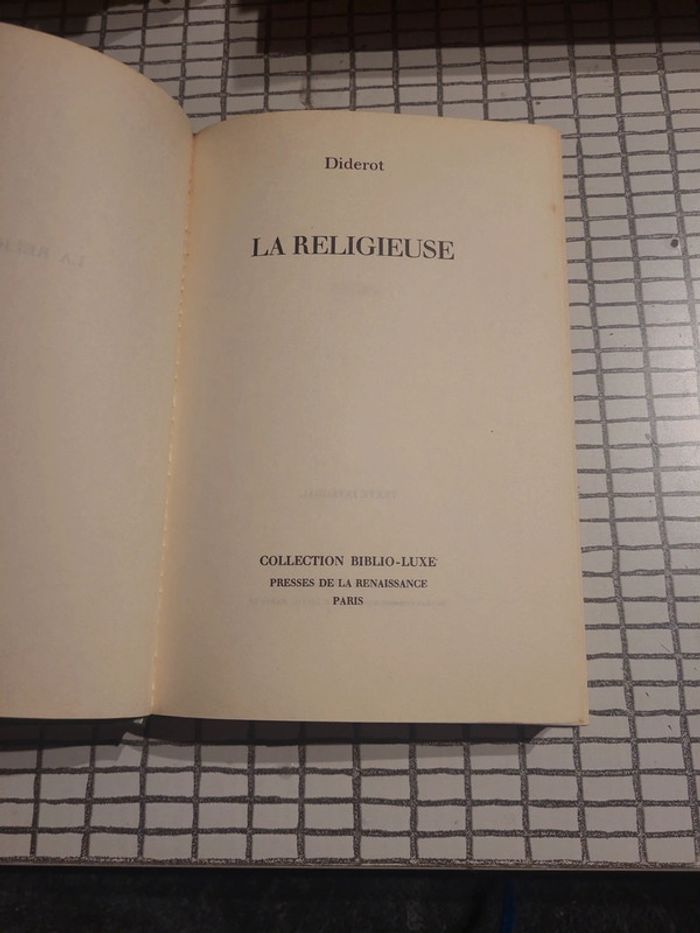 Diderot
LA RELIGIEUSE
COLLECTION BIBLIO-LUXE
PRESSES DE LA RENAISSANCE
PARIS